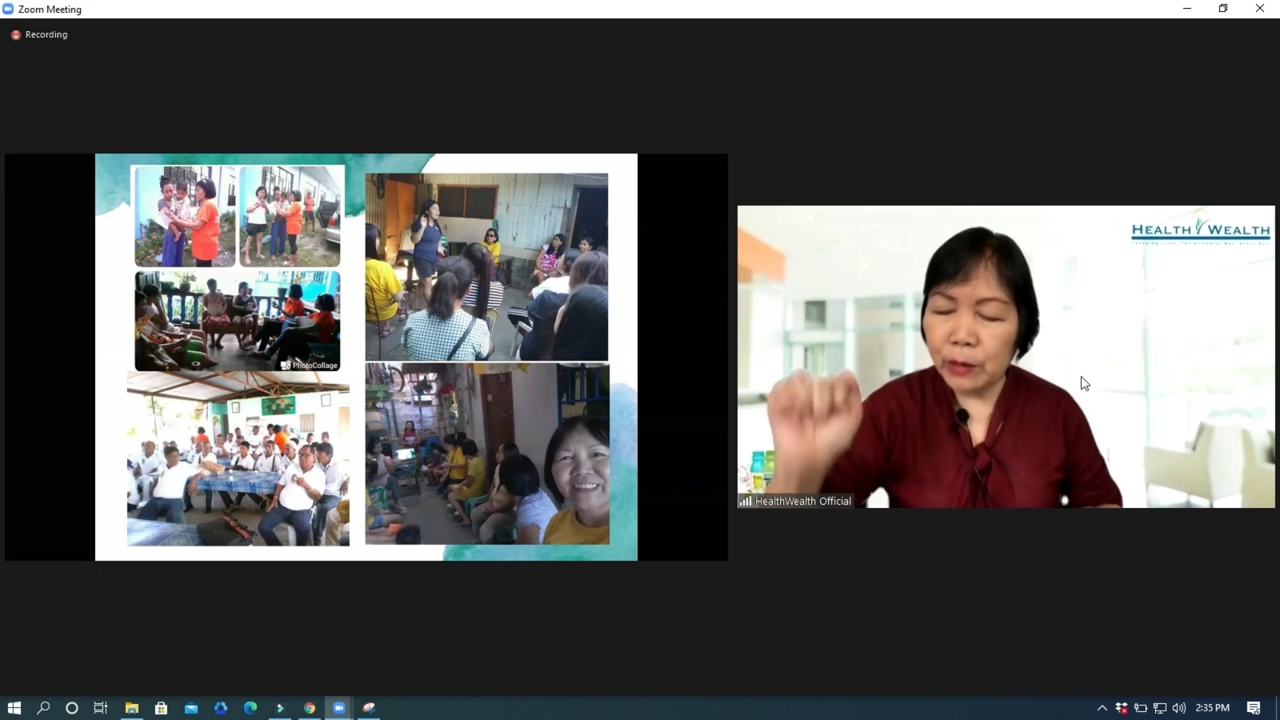 Zoom Meeting
Recording
PhotoCollage
HEALTH WEALTH
HealthWealth Official
2:35 PM